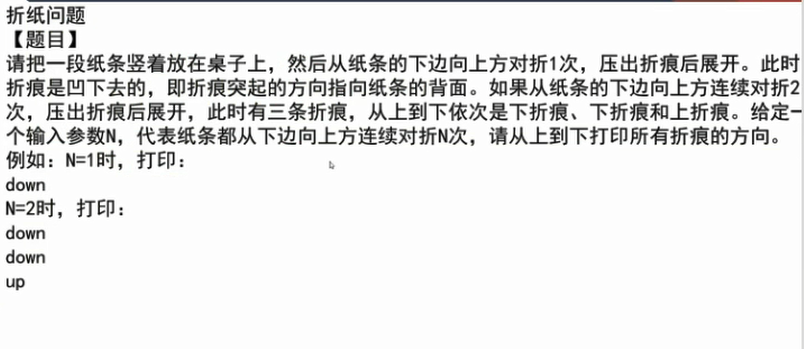 折纸问题
【题目】
请把一段纸条竖着放在桌子上，然后从纸条的下边向上方对折1次，压出折痕后展开。此时
折痕是凹下去的，即折痕突起的方向指向纸条的背面。如果从纸条的下边向上方连续对折2
次，压出折痕后展开，此时有三条折痕，从上到下依次是下折痕、下折痕和上折痕。给定一
个输入参数N，代表纸条都从下边向上方连续对折N次，请从上到下打印所有折痕的方向。
例如：N=1时，打印：
down
N=2时，打印：
down
down
up